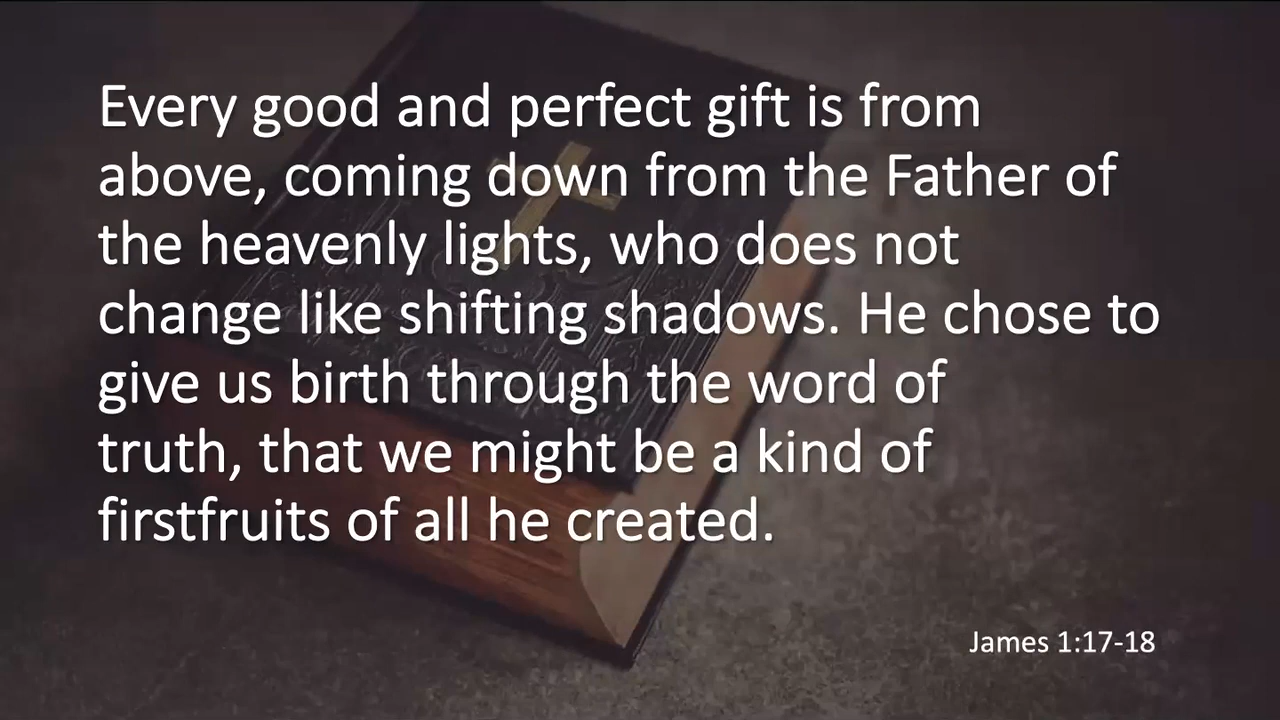 Every good and perfect gift is from
above, coming down from the Father of
the heavenly lights, who does not
change like shifting shadows. He chose to
give us birth through the word of
truth, that we might be a kind of
firstfruits of all he created.
James 1:17-18